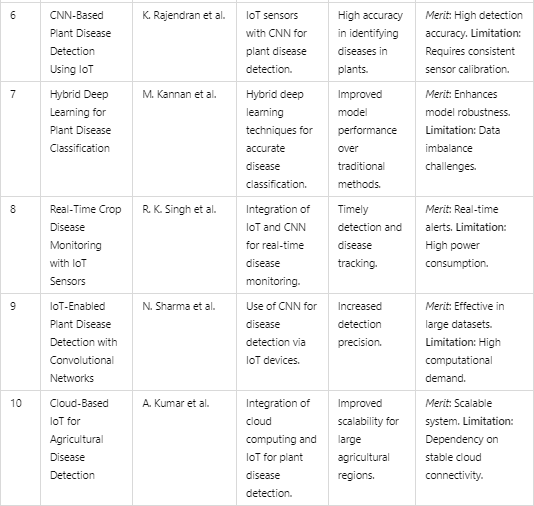 6 CNN-Based K. Rajendran et al. IoT sensors High accuracy Merit: High detection
Plant Disease with CNN for in identifying accuracy. Limitation:
Detection plant disease diseases in Requires consistent
Using IoT detection. plants. sensor calibration.
7 Hybrid Deep M. Kannan et al. Hybrid deep Improved Merit: Enhances
Learning for learning model model robustness.
Plant Disease techniques for performance Limitation: Data
Classification accurate over imbalance
disease traditional challenges.
classification. methods.
8 Real-Time Crop R. K. Singh et al. Integration of Timely Merit: Real-time
Disease IoT and CNN detection and alerts. Limitation:
Monitoring for real-time disease High power
with IoT disease tracking. consumption.
Sensors monitoring.
9 IoT-Enabled N. Sharma et al. Use of CNN for Increased Merit: Effective in
Plant Disease disease detection large datasets.
Detection with detection via precision. Limitation: High
Convolutional IoT devices. computational
Networks demand.
10 Cloud-Based A. Kumar et al. Integration of Improved Merit: Scalable
IoT for cloud scalability for system. Limitation:
Agricultural computing and large Dependency on
Disease IoT for plant agricultural stable cloud
Detection disease regions. connectivity.
detection.